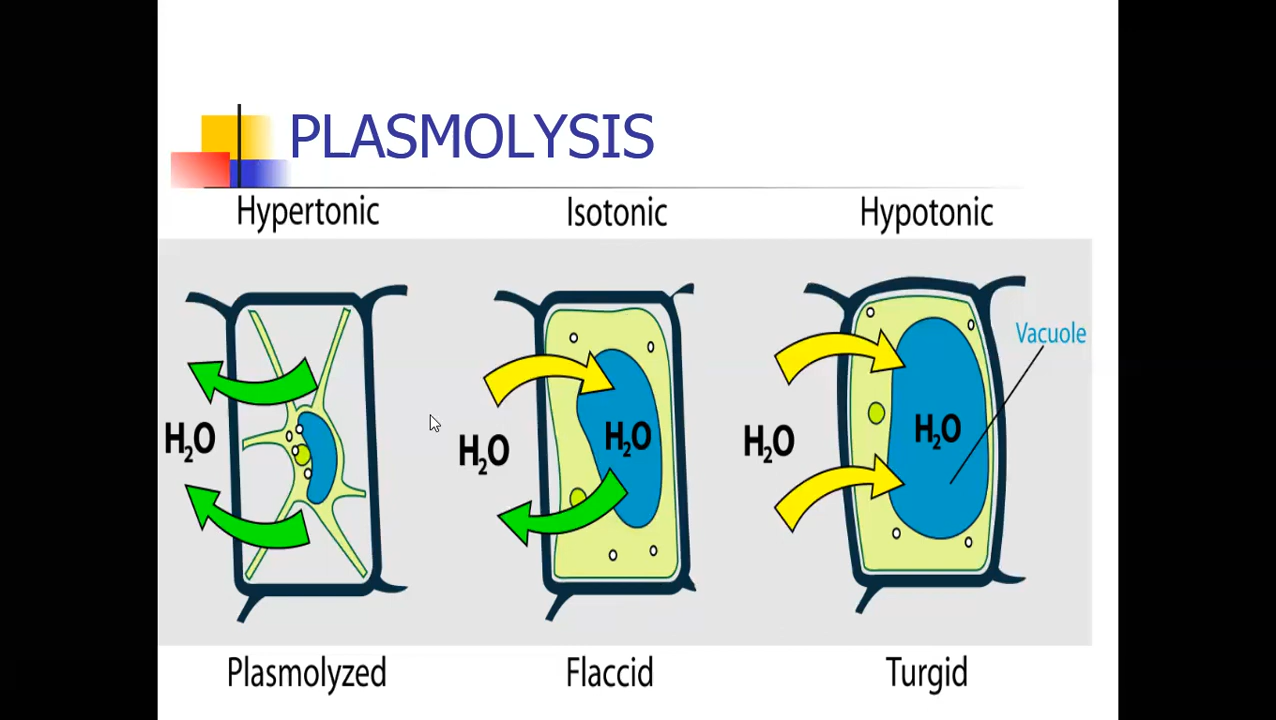 PLASMOLYSIS
Hypertonic
Isotonic
Hypotonic
Vacuole
H₂O
H₂O
H₂O
H₂O
H₂O
Plasmolyzed
Flaccid
Turgid